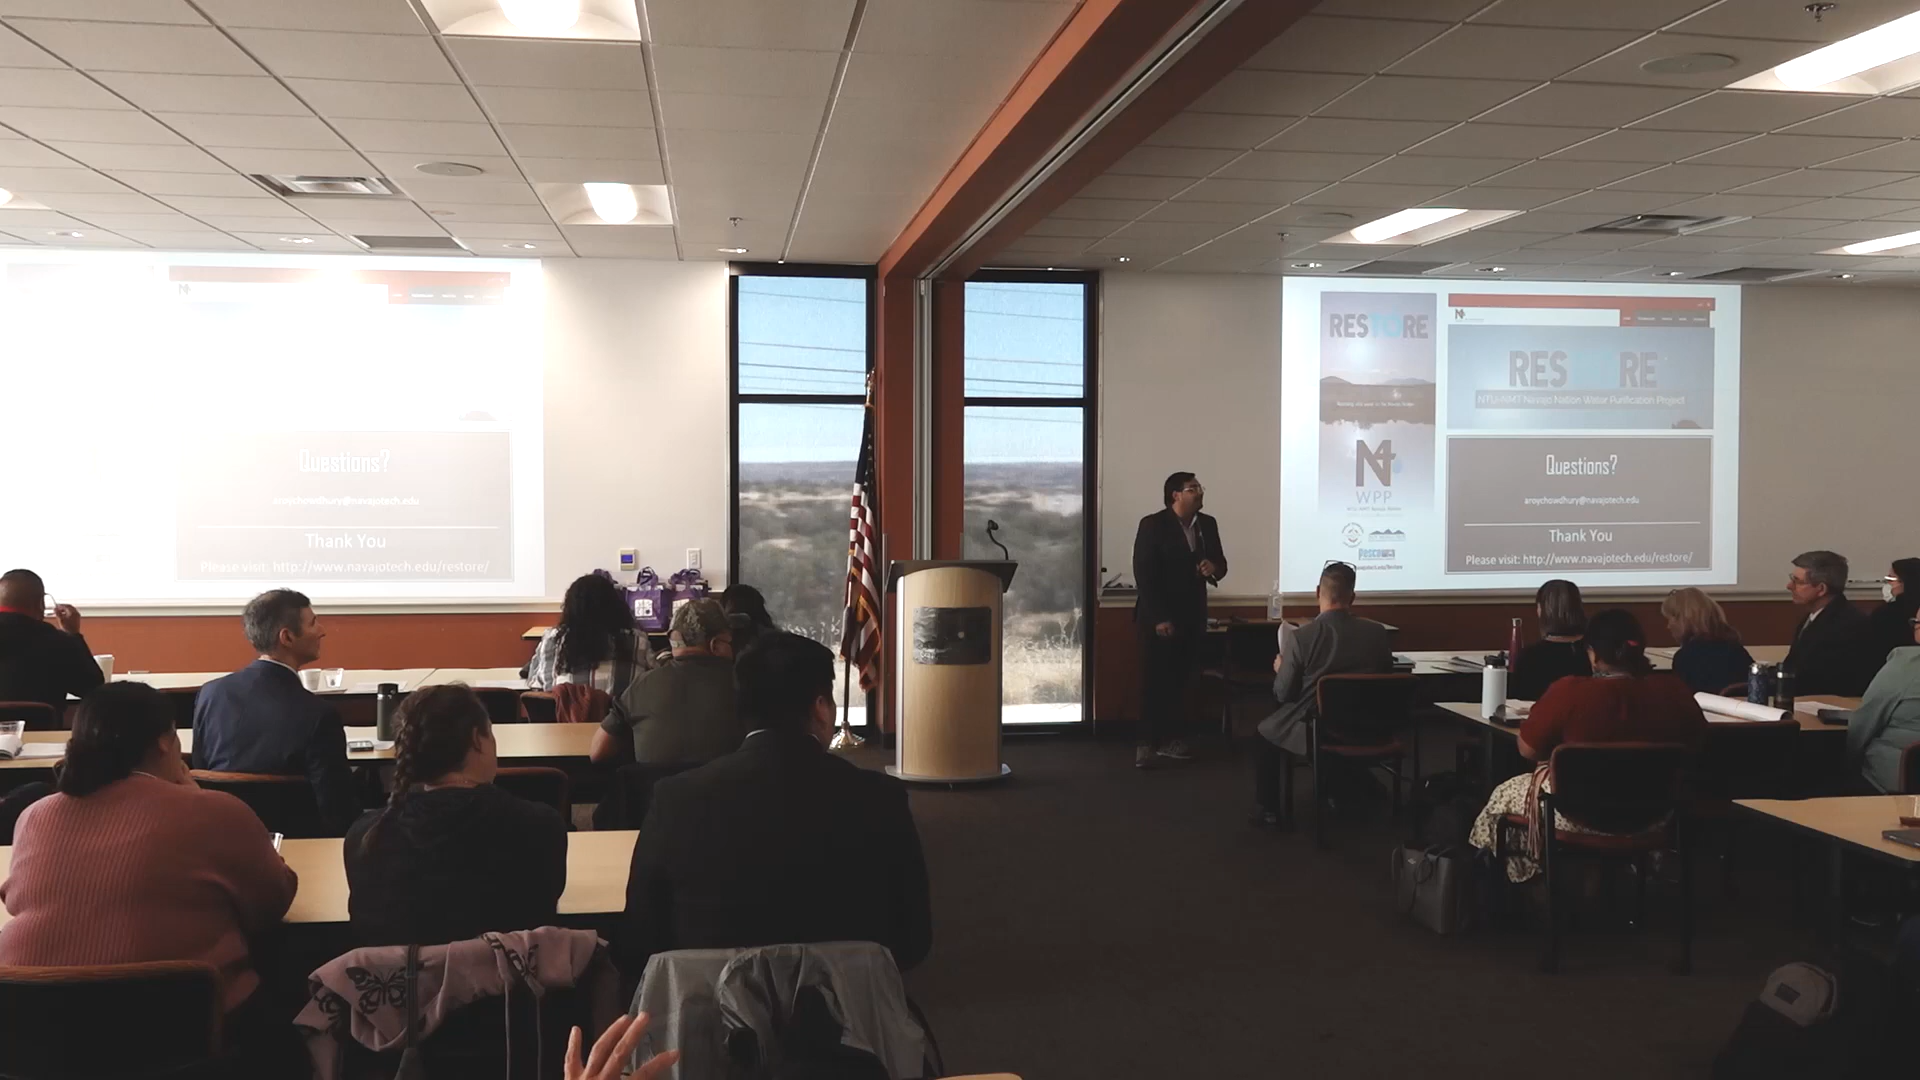 Questions?
aroychowdhury@navajotech.edu
Thank You
Please visit: http://www.navajotech.edu/restore/
RESTORE
N4
WPP
RESTORE
NTU-NMT Navajo Nation Water Purification Project
Questions?
aroychowdhury@navajotech.edu
Thank You
Please visit: http://www.navajotech.edu/restore/